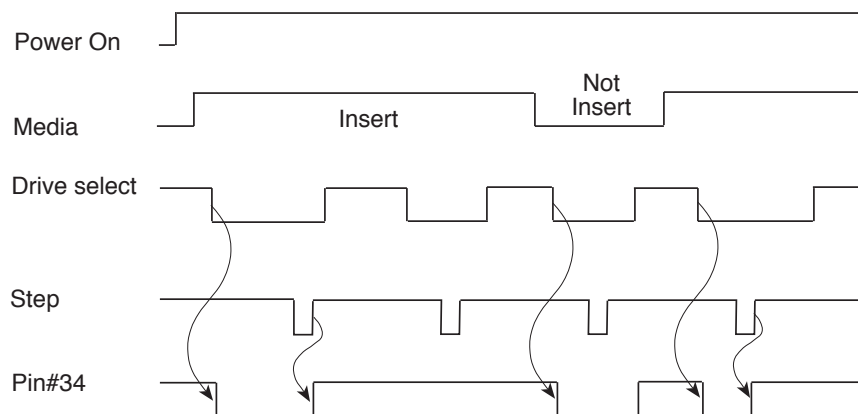 Power On
Not
Insert
Insert
Media
Drive select
Step
Pin#34